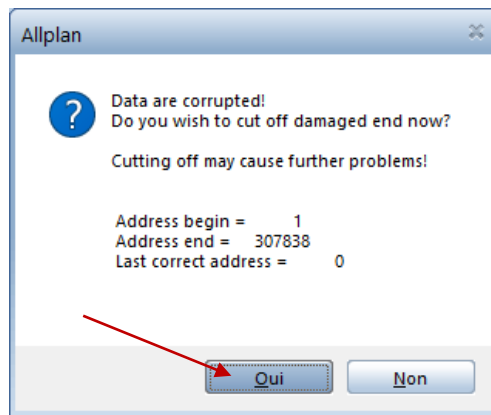 Allplan
Data are corrupted!
Do you wish to cut off damaged end now?
Cutting off may cause further problems!
Address begin = 1
Address end = 307838
Last correct address = 0
Oui Non